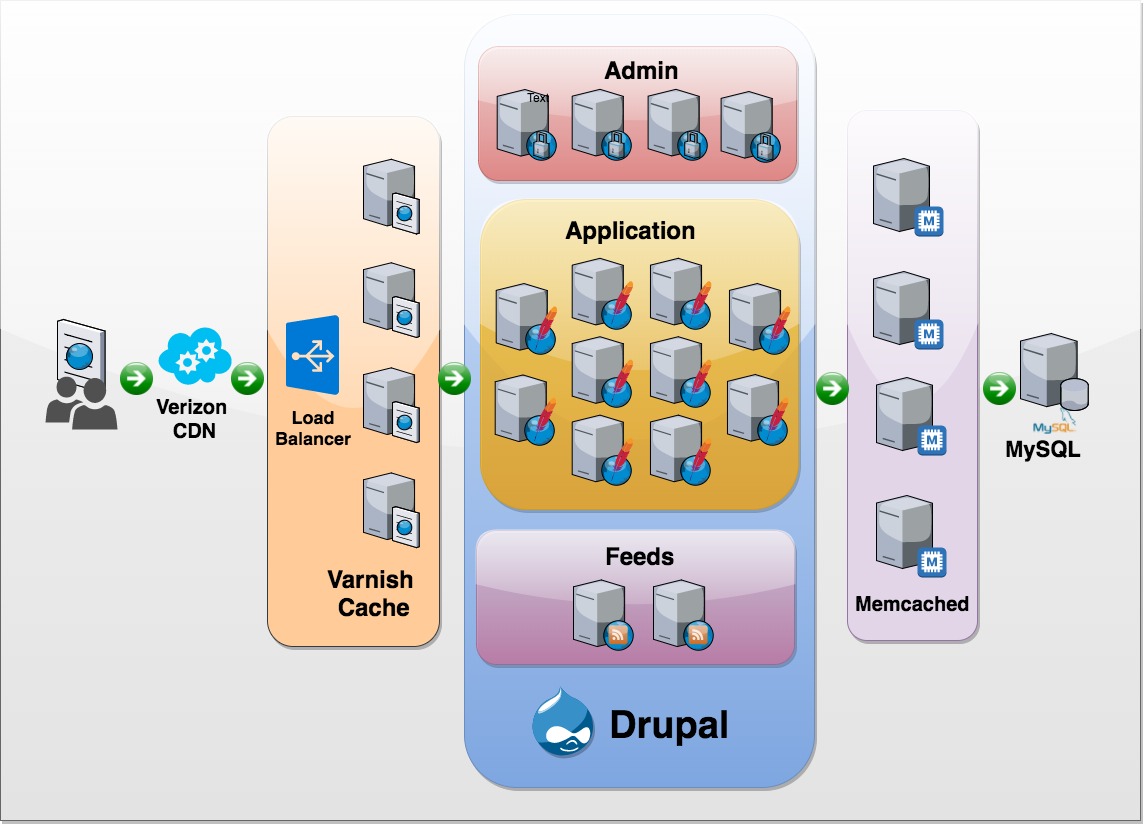 Admin
Text
Application
Verizon
CDN
Load
Balancer
Varnish
Cache
Feeds
Drupal
M
M
M
M
Memcached
MySQL
MySQL